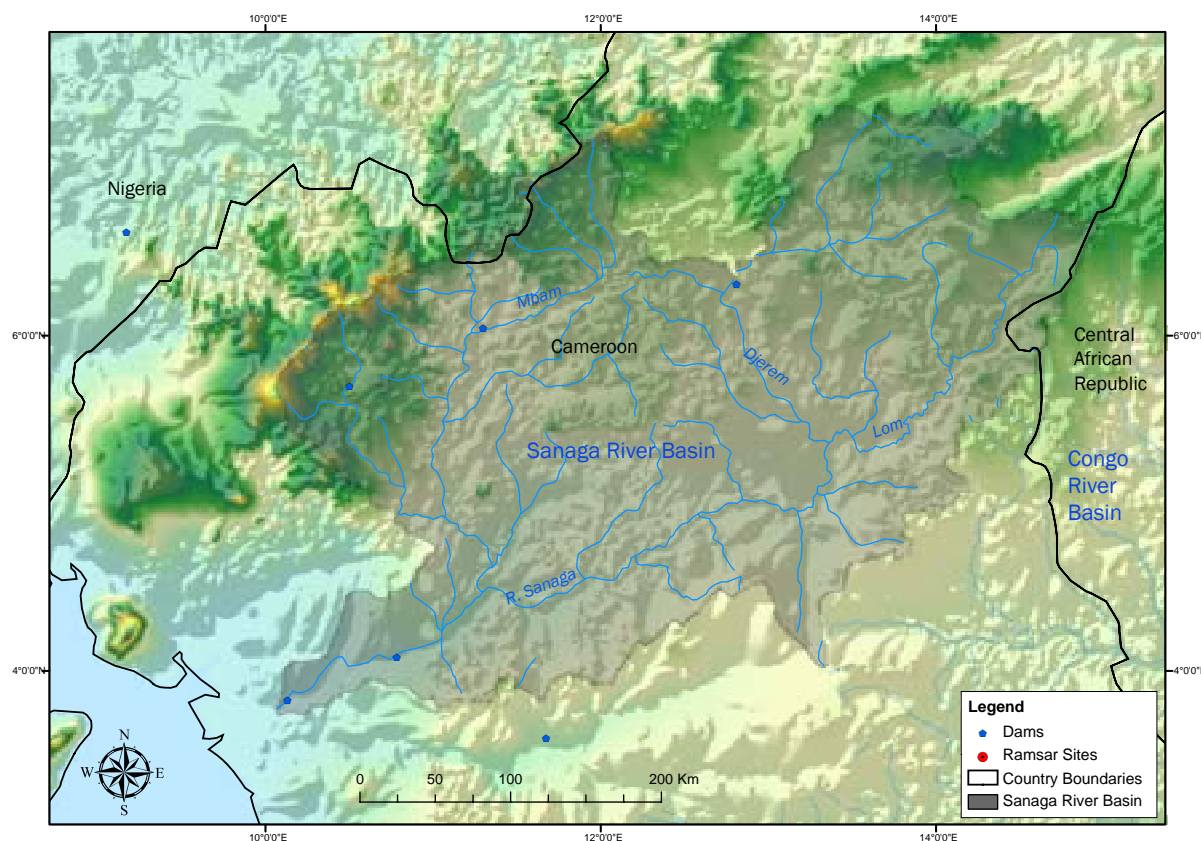 10°0'0"E
12°0'0"E
14°0'0"E
Nigeria
Mbam
6°0'0"N
6°0'0"N
Cameroon
Djerem
Central
African
Republic
Lom
Sanaga River Basin
Congo
River
Basin
R. Sanaga
4°0'0"N
4°0'0"N
Legend
Dams
Ramsar Sites
Country Boundaries
Sanaga River Basin
N
W
E
S
0
50
100
200 Km
10°0'0"E
12°0'0"E
14°0'0"E